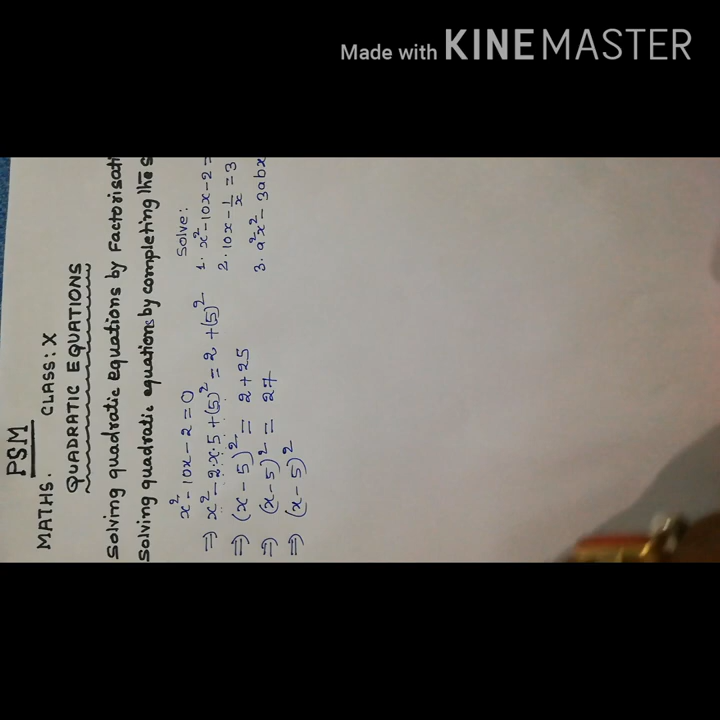 Made with KINEMASTER
PSM
MATHS. CLASS: X
QUADRATIC EQUATIONS
Solving quadratic equations by
Solving quadratic equations by completing the
x² - 10x - 2 = 0
⇒ x² - 2.x.5 + (5)² = 2 + (5)²
⇒ (x - 5)² = 2 + 25
⇒ (x - 5)² = 27
⇒ (x - 5)²
Solve:
1. x² - 10x - 2 =
2. 10x - 1/x = 3
3. a²x² - 3abx